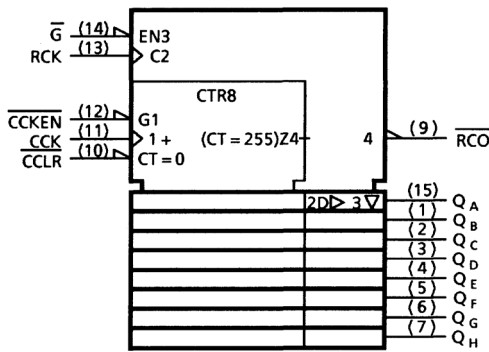 G (14) EN3
RCK (13) C2
CTR8
CCKEN (12) G1
CCK (11) 1 + (CT = 255)Z4 4 (9) RCO
CCLR (10) CT = 0
2D 3 (15) QA
(1) QB
(2) QC
(3) QD
(4) QE
(5) QF
(6) QG
(7) QH